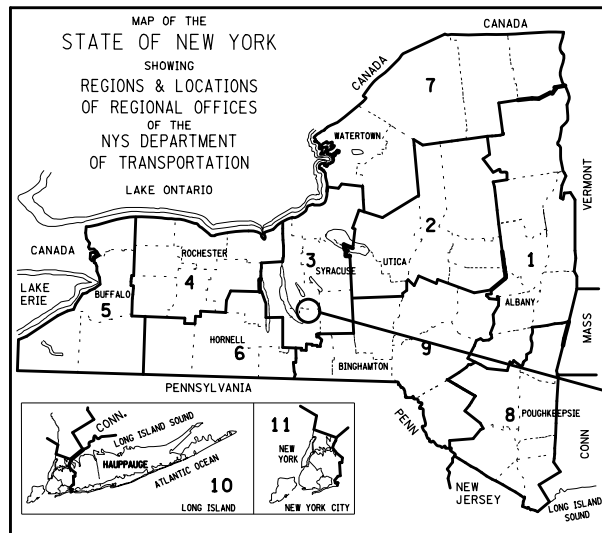 MAP OF THE
STATE OF NEW YORK
SHOWING
REGIONS & LOCATIONS
OF REGIONAL OFFICES
OF THE
NYS DEPARTMENT
OF TRANSPORTATION
LAKE ONTARIO
CANADA
CANADA
7
WATERTOWN
VERMONT
2
UTICA
1
ALBANY
MASS
CANADA
ROCHESTER
3
SYRACUSE
4
LAKE
ERIE
BUFFALO
5
HORNELL
6
BINGHAMTON
9
PENNSYLVANIA
PENN
8
POUGHKEEPSIE
CONN
NEW
JERSEY
LONG ISLAND
SOUND
CONN.
LONG ISLAND SOUND
HAUPPAUGE
ATLANTIC OCEAN
10
LONG ISLAND
11
NEW
YORK
NEW YORK CITY